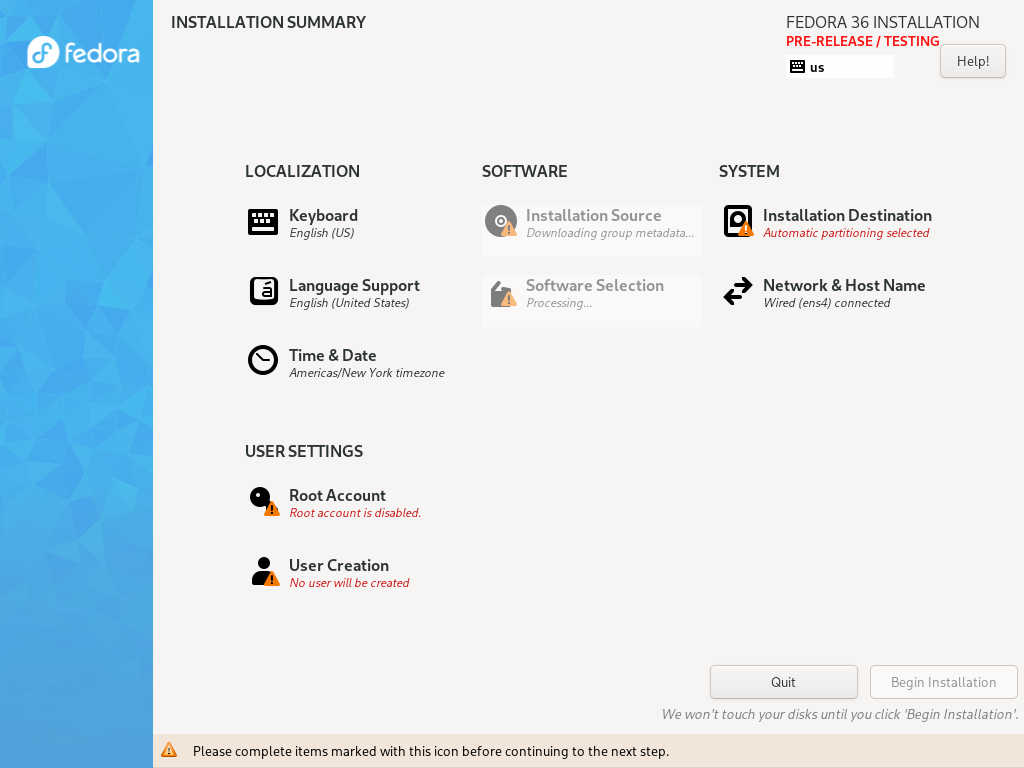 INSTALLATION SUMMARY
FEDORA 36 INSTALLATION
PRE-RELEASE / TESTING
us
Help!
fedora
LOCALIZATION
Keyboard
English (US)
Language Support
English (United States)
Time & Date
Americas/New York timezone
SOFTWARE
Installation Source
Downloading group metadata...
Software Selection
Processing...
SYSTEM
Installation Destination
Automatic partitioning selected
Network & Host Name
Wired (ens4) connected
USER SETTINGS
Root Account
Root account is disabled.
User Creation
No user will be created
Quit
Begin Installation
We won't touch your disks until you click 'Begin Installation'.
Please complete items marked with this icon before continuing to the next step.